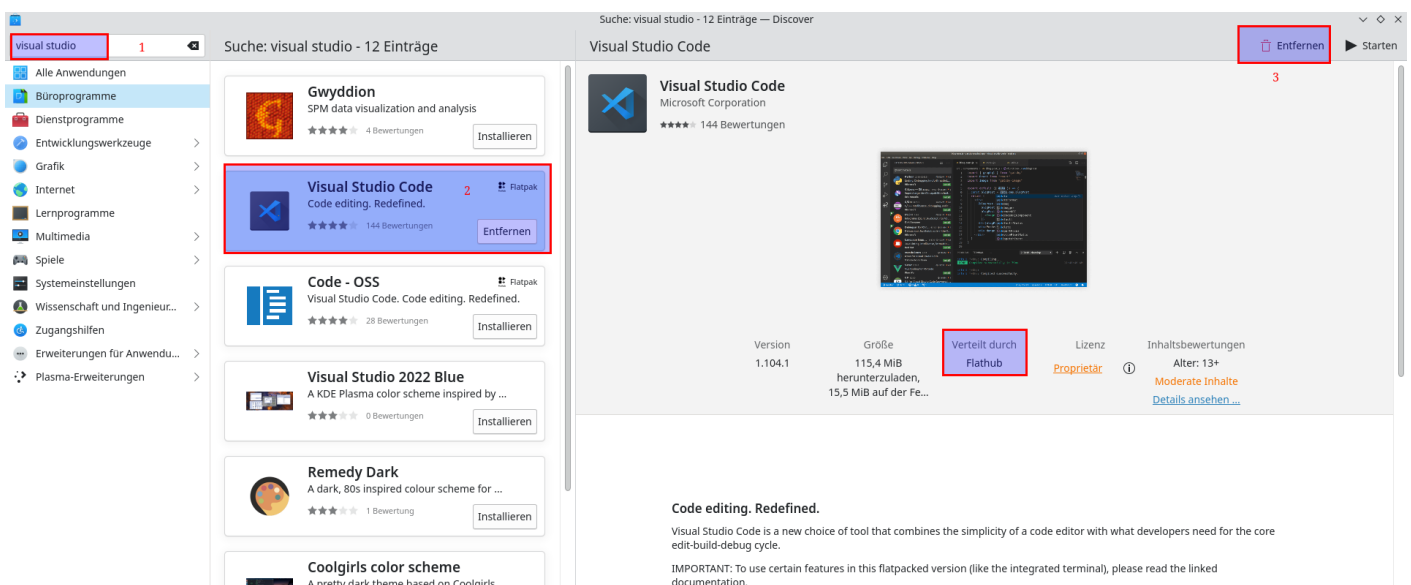 Suche: visual studio - 12 Einträge — Discover
visual studio
1
Alle Anwendungen
Büroprogramme
Dienstprogramme
Entwicklungswerkzeuge
Grafik
Internet
Lernprogramme
Multimedia
Spiele
Systemeinstellungen
Wissenschaft und Ingenieur...
Zugangshilfen
Erweiterungen für Anwendu...
Plasma-Erweiterungen
Suche: visual studio - 12 Einträge
Gwyddion
SPM data visualization and analysis
4 Bewertungen
Installieren
Visual Studio Code
2
Flatpak
Code editing. Redefined.
144 Bewertungen
Entfernen
Code - OSS
Flatpak
Visual Studio Code. Code editing. Redefined.
28 Bewertungen
Installieren
Visual Studio 2022 Blue
A KDE Plasma color scheme inspired by ...
0 Bewertungen
Installieren
Remedy Dark
A dark, 80s inspired colour scheme for ...
1 Bewertung
Installieren
Coolgirls color scheme
A pretty dark theme based on Coolgirls
Visual Studio Code
Entfernen
Starten
3
Visual Studio Code
Microsoft Corporation
144 Bewertungen
Version
1.104.1
Größe
115,4 MiB
herunterzuladen,
15,5 MiB auf der Fe...
Verteilt durch
Flathub
Lizenz
Proprietär
Inhaltsbewertungen
Alter: 13+
Moderate Inhalte
Details ansehen ...
Code editing. Redefined.
Visual Studio Code is a new choice of tool that combines the simplicity of a code editor with what developers need for the core
edit-build-debug cycle.
IMPORTANT: To use certain features in this flatpacked version (like the integrated terminal), please read the linked
documentation.